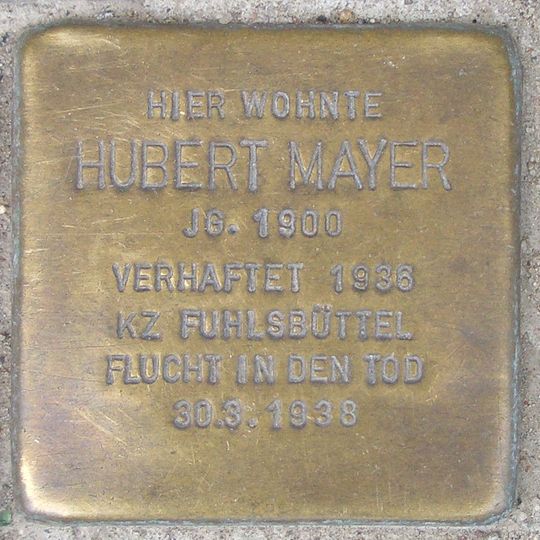 HIER WOHNTE
HUBERT MAYER
JG. 1900
VERHAFTET 1936
KZ FUHLSBÜTTEL
FLUCHT IN DEN TOD
30.3.1938